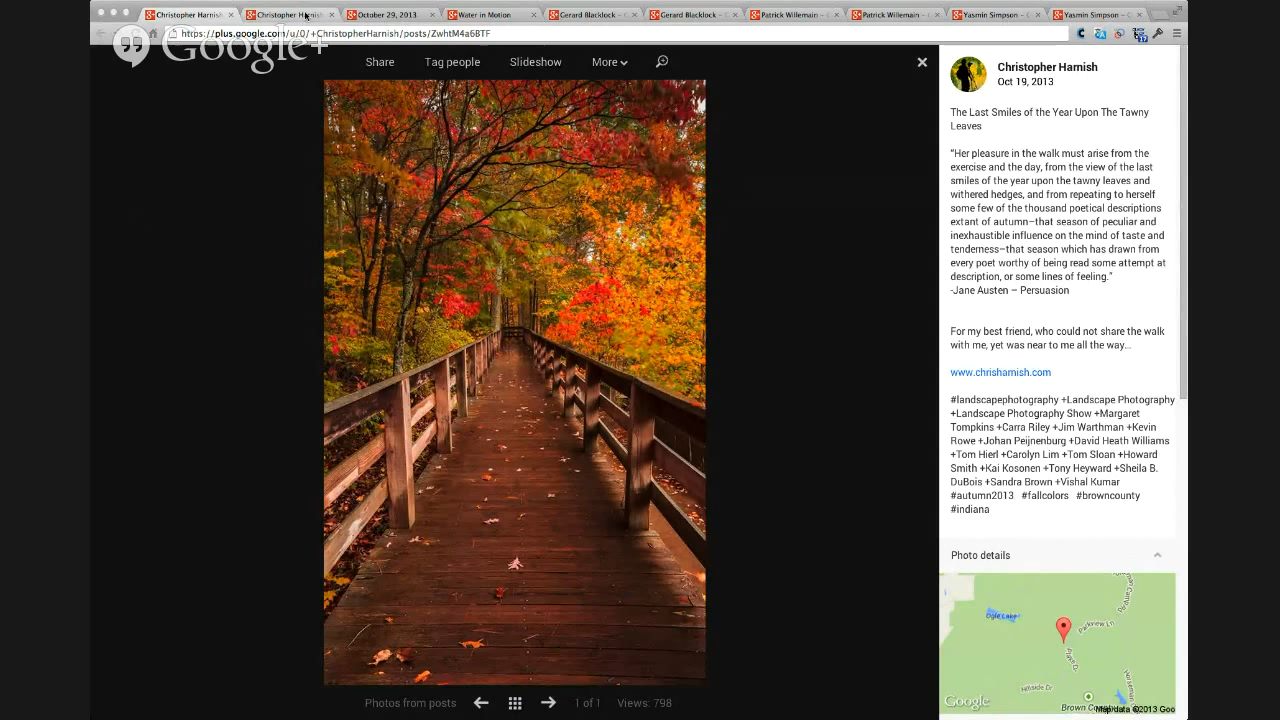 Christopher Harnish
Christopher Harnish
October 29, 2013
Water in Motion
Gerard Blacklock – 
Gerard Blacklock – 
Patrick Willemain – 
Patrick Willemain – 
Yasmin Simpson – 
Yasmin Simpson – 
https://plus.google.com/u/0/+ChristopherHarnish/posts/ZwhtM4a6BTF
Google+
Share
Tag people
Slideshow
More
Christopher Harnish
Oct 19, 2013
The Last Smiles of the Year Upon The Tawny
Leaves
"Her pleasure in the walk must arise from the
exercise and the day, from the view of the last
smiles of the year upon the tawny leaves and
withered hedges, and from repeating to herself
some few of the thousand poetical descriptions
extant of autumn–that season of peculiar and
inexhaustible influence on the mind of taste and
tenderness–that season which has drawn from
every poet worthy of being read some attempt at
description, or some lines of feeling."
-Jane Austen – Persuasion
For my best friend, who could not share the walk
with me, yet was near to me all the way...
www.chrisharnish.com
#landscapephotography +Landscape Photography
+Landscape Photography Show +Margaret
Tompkins +Carra Riley +Jim Warthman +Kevin
Rowe +Johan Peijnenburg +David Heath Williams
+Tom Hierl +Carolyn Lim +Tom Sloan +Howard
Smith +Kai Kosonen +Tony Heyward +Sheila B.
DuBois +Sandra Brown +Vishal Kumar
#autumn2013 #fallcolors #browncounty
#indiana
Photo details
Ogle Lake
Parkview Ln
Hillside Dr
Google
Brown
Map data ©2013 Goo
Photos from posts
1 of 1
Views: 798